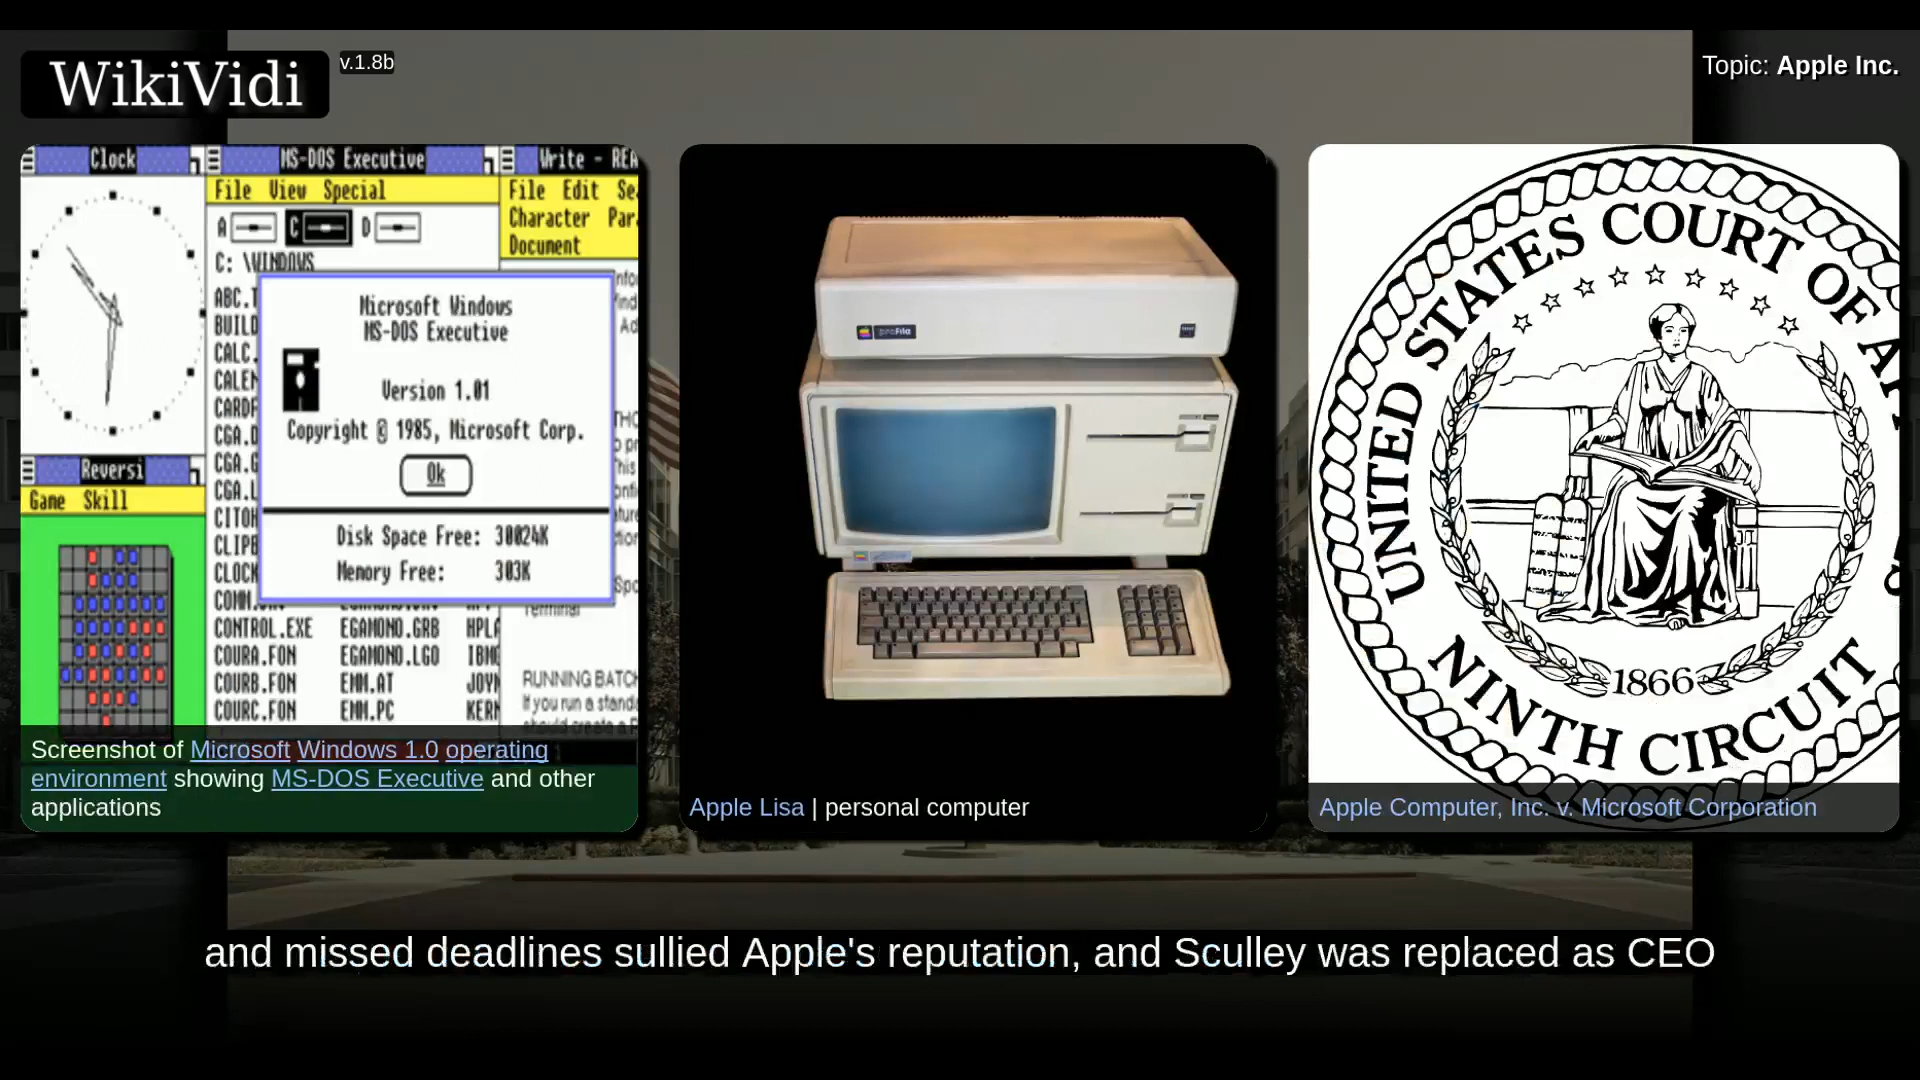 WikiVidi
v.1.8b
Topic: Apple Inc.
Clock
MS-DOS Executive
Write - REA
File View Special
File Edit
Character
Document
A C D
C: \WINDOWS
Microsoft Windows
MS-DOS Executive
Version 1.01
Copyright © 1985, Microsoft Corp.
Ok
Disk Space Free: 30024K
Memory Free: 303K
Reversi
Game Skill
CONTROL.EXE EGAMONO.GRB
COURA.FON EGAMONO.LGO
COURB.FON EMM.AT
COURC.FON EMM.PC
RUNNING BATCH
If you run a
Screenshot of Microsoft Windows 1.0 operating
environment showing MS-DOS Executive and other
applications
ProFile
Apple Lisa | personal computer
UNITED STATES COURT OF
1866
NINTH CIRCUIT
Apple Computer, Inc. v. Microsoft Corporation
and missed deadlines sullied Apple's reputation, and Sculley was replaced as CEO